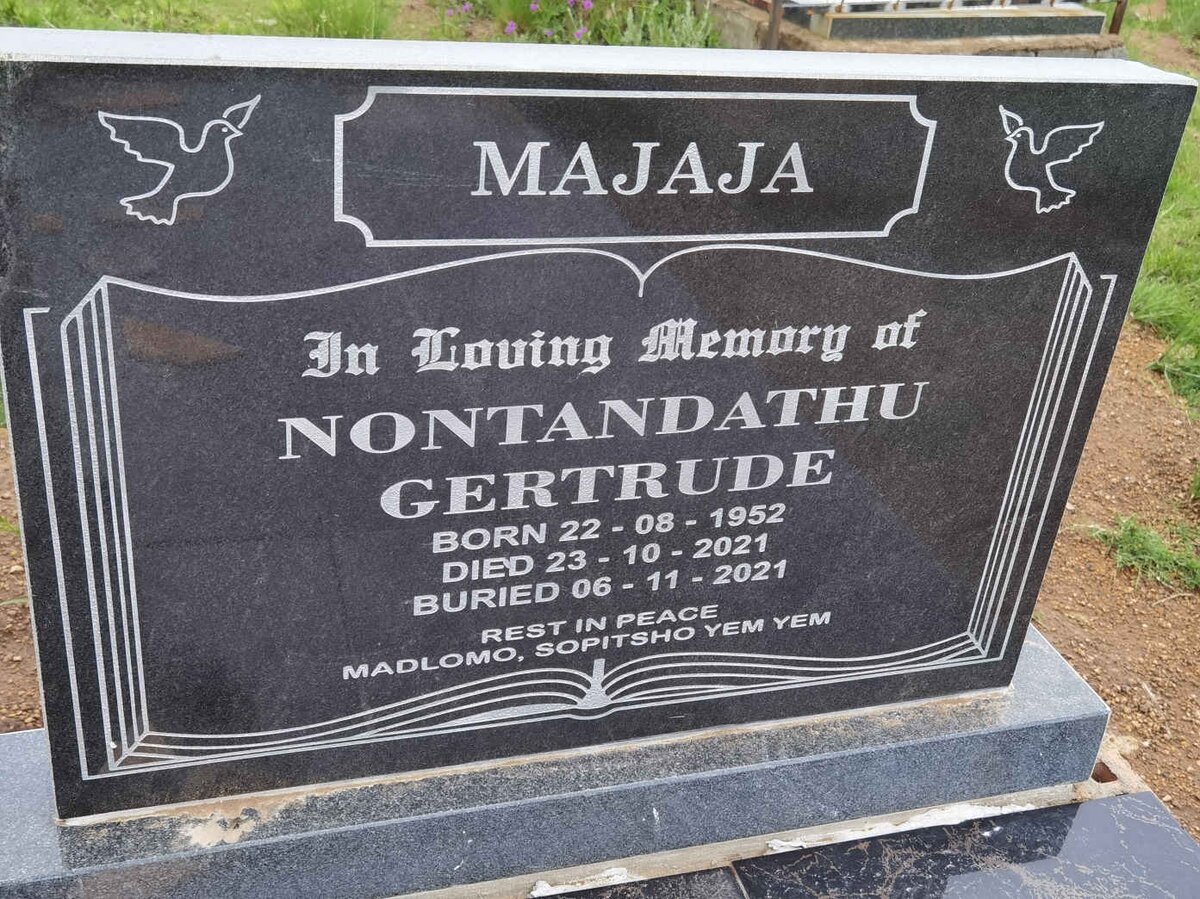 MAJAJA
In Loving Memory of
NONTANDATHU
GERTRUDE
BORN 22 - 08 - 1952
DIED 23 - 10 - 2021
BURIED 06 - 11 - 2021
REST IN PEACE
MADLOMO, SOPITSHO YEM YEM